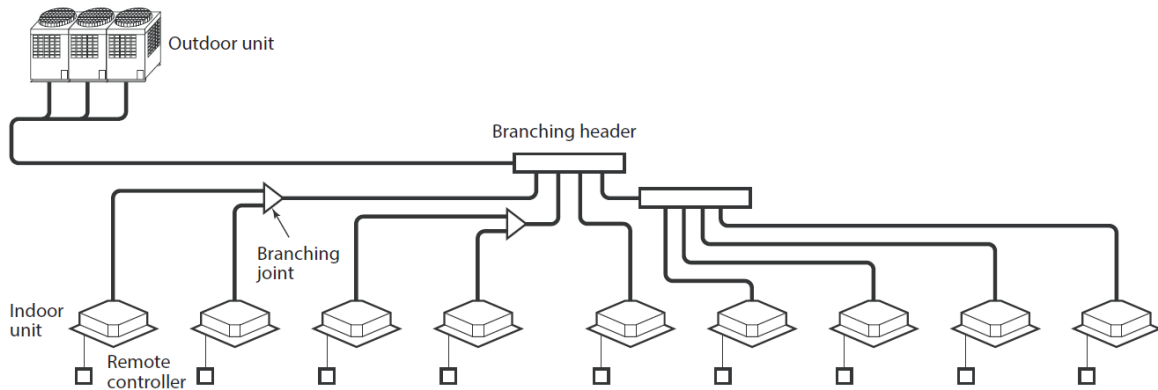 Outdoor unit
Branching header
Branching
joint
Indoor
unit
Remote
controller